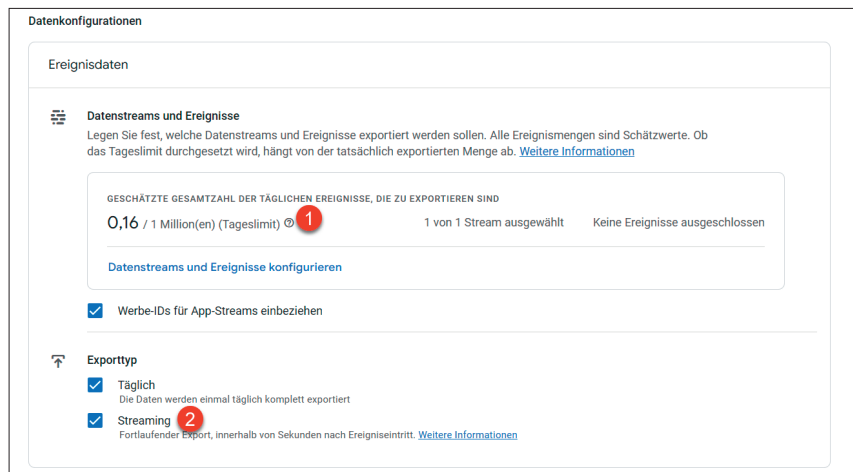 Datenkonfigurationen
Ereignisdaten
Datenstreams und Ereignisse
Legen Sie fest, welche Datenstreams und Ereignisse exportiert werden sollen. Alle Ereignismengen sind Schätzwerte. Ob
das Tageslimit durchgesetzt wird, hängt von der tatsächlich exportierten Menge ab. Weitere Informationen
GESCHÄTZTE GESAMTZAHL DER TÄGLICHEN EREIGNISSE, DIE ZU EXPORTIEREN SIND
0,16 / 1 Million(en) (Tageslimit) ? 1 1 von 1 Stream ausgewählt Keine Ereignisse ausgeschlossen
Datenstreams und Ereignisse konfigurieren
Werbe-IDs für App-Streams einbeziehen
Exporttyp
Täglich
Die Daten werden einmal täglich komplett exportiert
Streaming 2
Fortlaufender Export, innerhalb von Sekunden nach Ereigniseintritt. Weitere Informationen